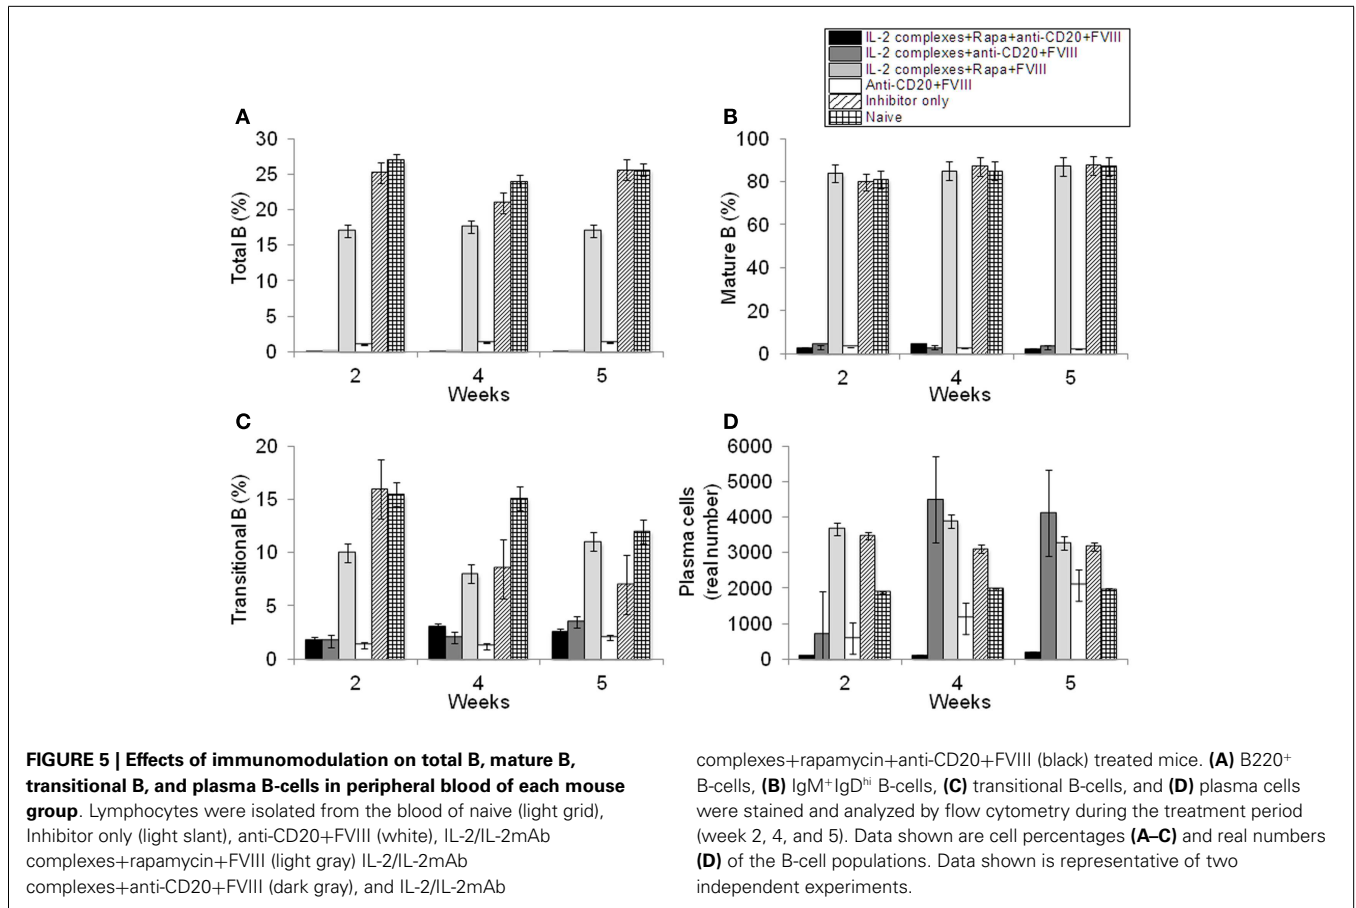 IL-2 complexes+Rapa+anti-CD20+FVIII
IL-2 complexes+anti-CD20+FVIII
IL-2 complexes+Rapa+FVIII
Anti-CD20+FVIII
Inhibitor only
Naive
A
30
25
20
15
10
5
0
Total B (%)
2 4 5
Weeks
B
100
80
60
40
20
0
Mature B (%)
2 4 5
Weeks
C
20
15
10
5
0
Transitional B (%)
2 4 5
Weeks
D
6000
5000
4000
3000
2000
1000
0
Plasma cells
(real number)
2 4 5
Weeks
FIGURE 5 | Effects of immunomodulation on total B, mature B,
transitional B, and plasma B-cells in peripheral blood of each mouse
group. Lymphocytes were isolated from the blood of naive (light grid),
Inhibitor only (light slant), anti-CD20+FVIII (white), IL-2/IL-2mAb
complexes+rapamycin+FVIII (light gray) IL-2/IL-2mAb
complexes+anti-CD20+FVIII (dark gray), and IL-2/IL-2mAb
complexes+rapamycin+anti-CD20+FVIII (black) treated mice. (A) B220⁺
B-cells, (B) IgM⁺IgDʰⁱ B-cells, (C) transitional B-cells, and (D) plasma cells
were stained and analyzed by flow cytometry during the treatment period
(week 2, 4, and 5). Data shown are cell percentages (A–C) and real numbers
(D) of the B-cell populations. Data shown is representative of two
independent experiments.